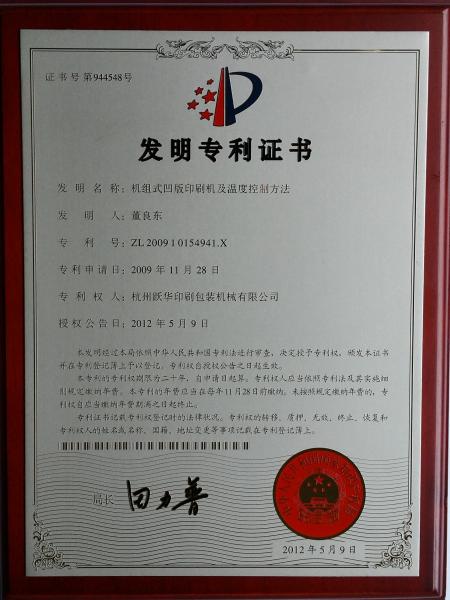 证书号第944548号
发明专利证书
发明名称：机组式凹版印刷机及温度控制方法
发明人：董良东
专利号：ZL 2009 1 0154941.X
专利申请日：2009年11月28日
专利权人：杭州跃华印刷包装机械有限公司
授权公告日：2012年5月9日
本发明经过本局依照中华人民共和国专利法进行审查，决定授予专利权，颁发本证书
并在专利登记簿上予以登记。专利权自授权公告之日起生效。
本专利的专利权期限为二十年，自申请日起算。专利权人应当依照专利法及其实施细
则规定缴纳年费。本专利的年费应当在每年11月28日前缴纳。未按照规定缴纳年费的，专
利权自应当缴纳年费期满之日起终止。
专利证书记载专利权登记时的法律状况。专利权的转移、质押、无效、终止、恢复和
专利权人的姓名或名称、国籍、地址变更等事项记载在专利登记簿上。
局长 田力普
2012年5月9日